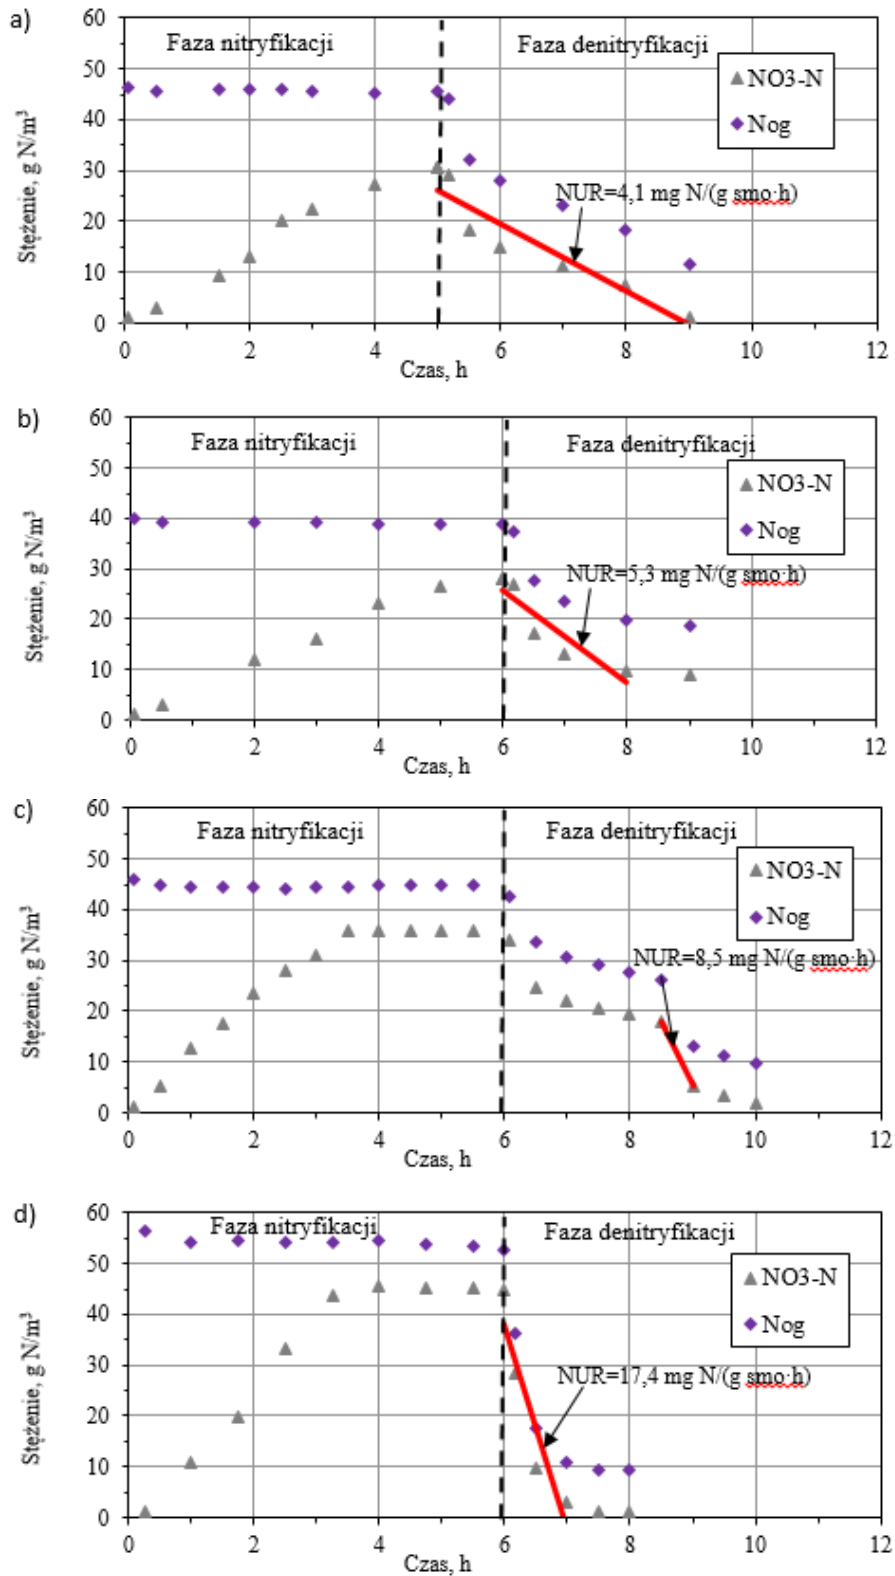 a)
60
50
40
30
20
10
0
Stężenie, g N/m³
Faza nitryfikacji
Faza denitryfikacji
NO3-N
Nog
NUR=4,1 mg N/(g smo·h)
0 2 4 6 8 10 12
Czas, h
b)
60
50
40
30
20
10
0
Stężenie, g N/m³
Faza nitryfikacji
Faza denitryfikacji
NO3-N
Nog
NUR=5,3 mg N/(g smo·h)
0 2 4 6 8 10 12
Czas, h
c)
60
50
40
30
20
10
0
Stężenie, g N/m³
Faza nitryfikacji
Faza denitryfikacji
NO3-N
Nog
NUR=8,5 mg N/(g smo·h)
0 2 4 6 8 10 12
Czas, h
d)
60
50
40
30
20
10
0
Stężenie, g N/m³
Faza nitryfikacji
Faza denitryfikacji
NO3-N
Nog
NUR=17,4 mg N/(g smo·h)
0 2 4 6 8 10 12
Czas, h